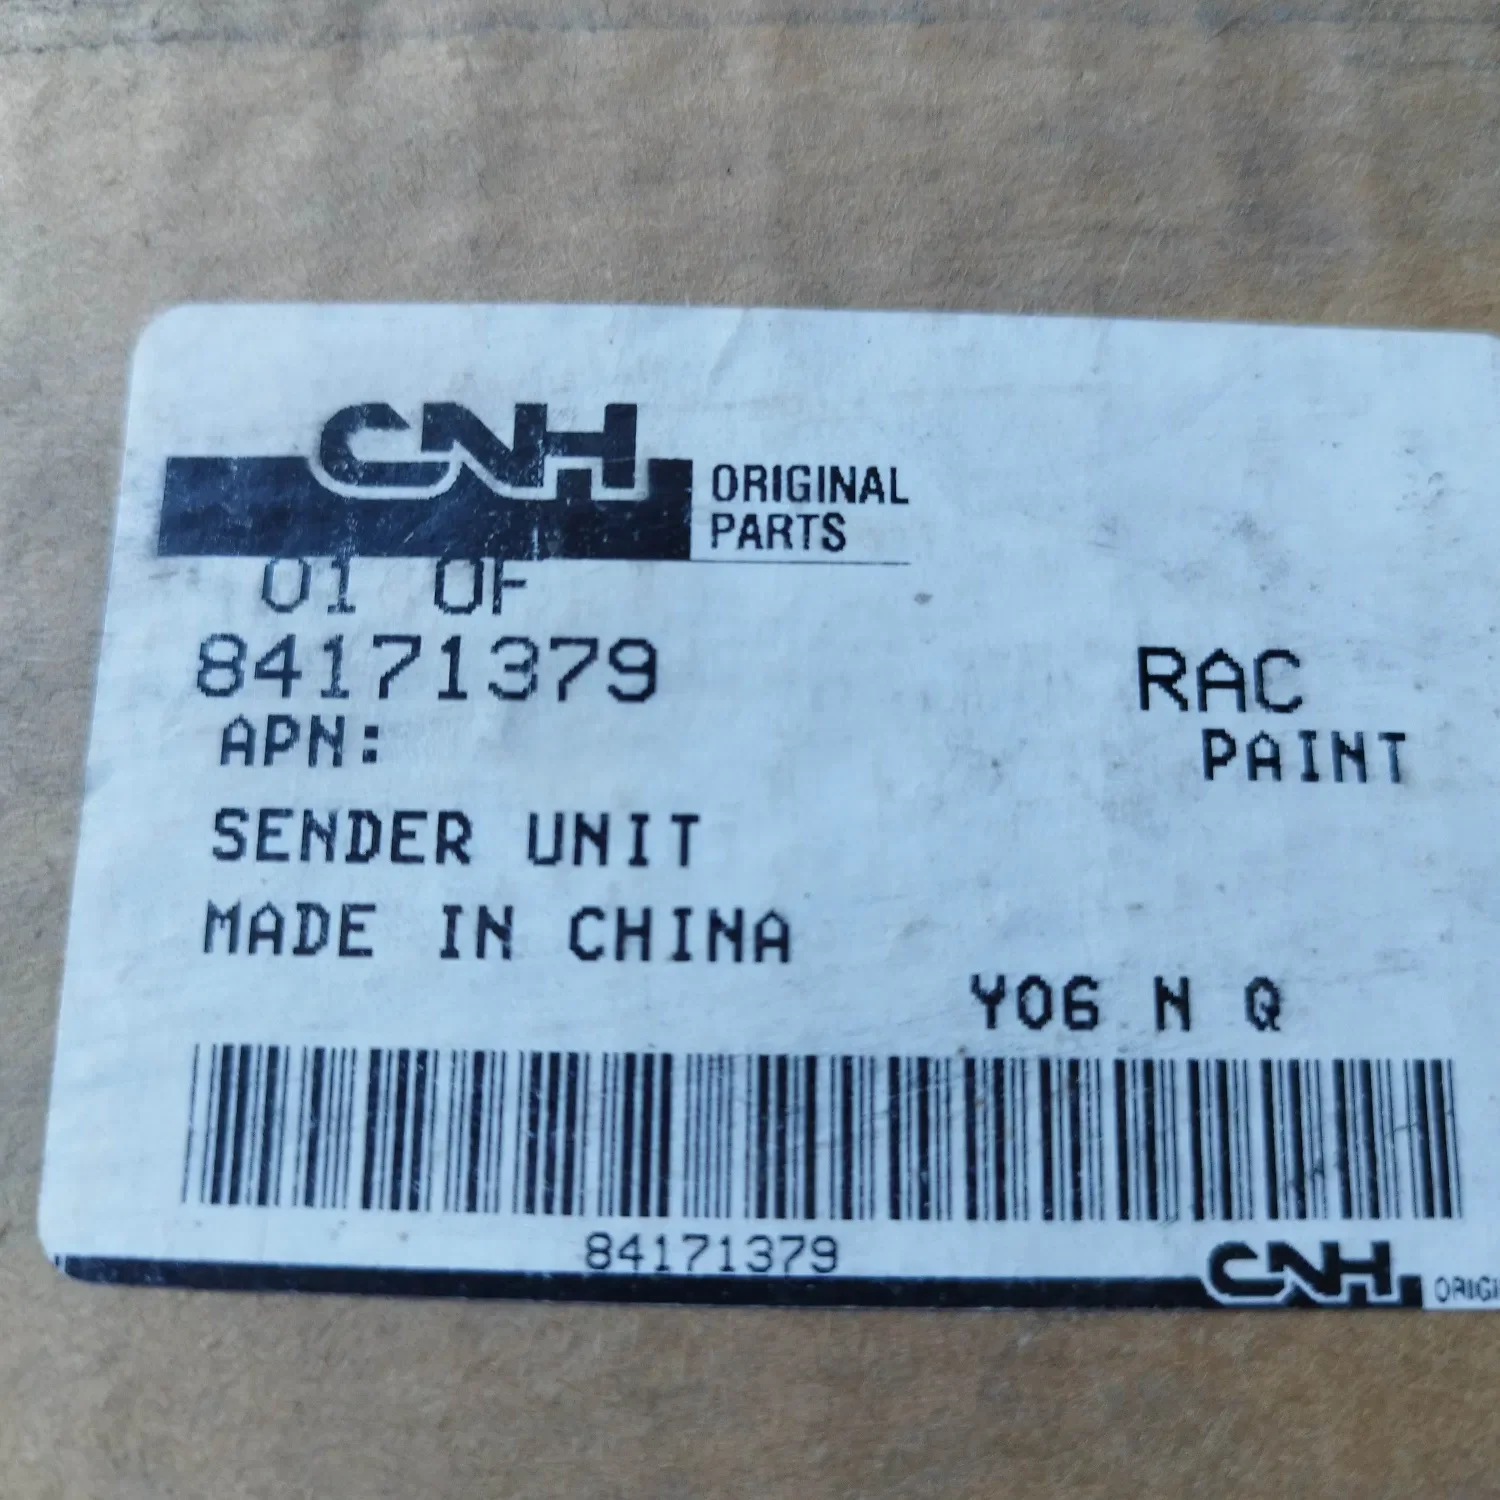 CNH ORIGINAL
PARTS
01 OF
84171379 RAC
APN: PAINT
SENDER UNIT
MADE IN CHINA
Y06 N Q
84171379
CNH